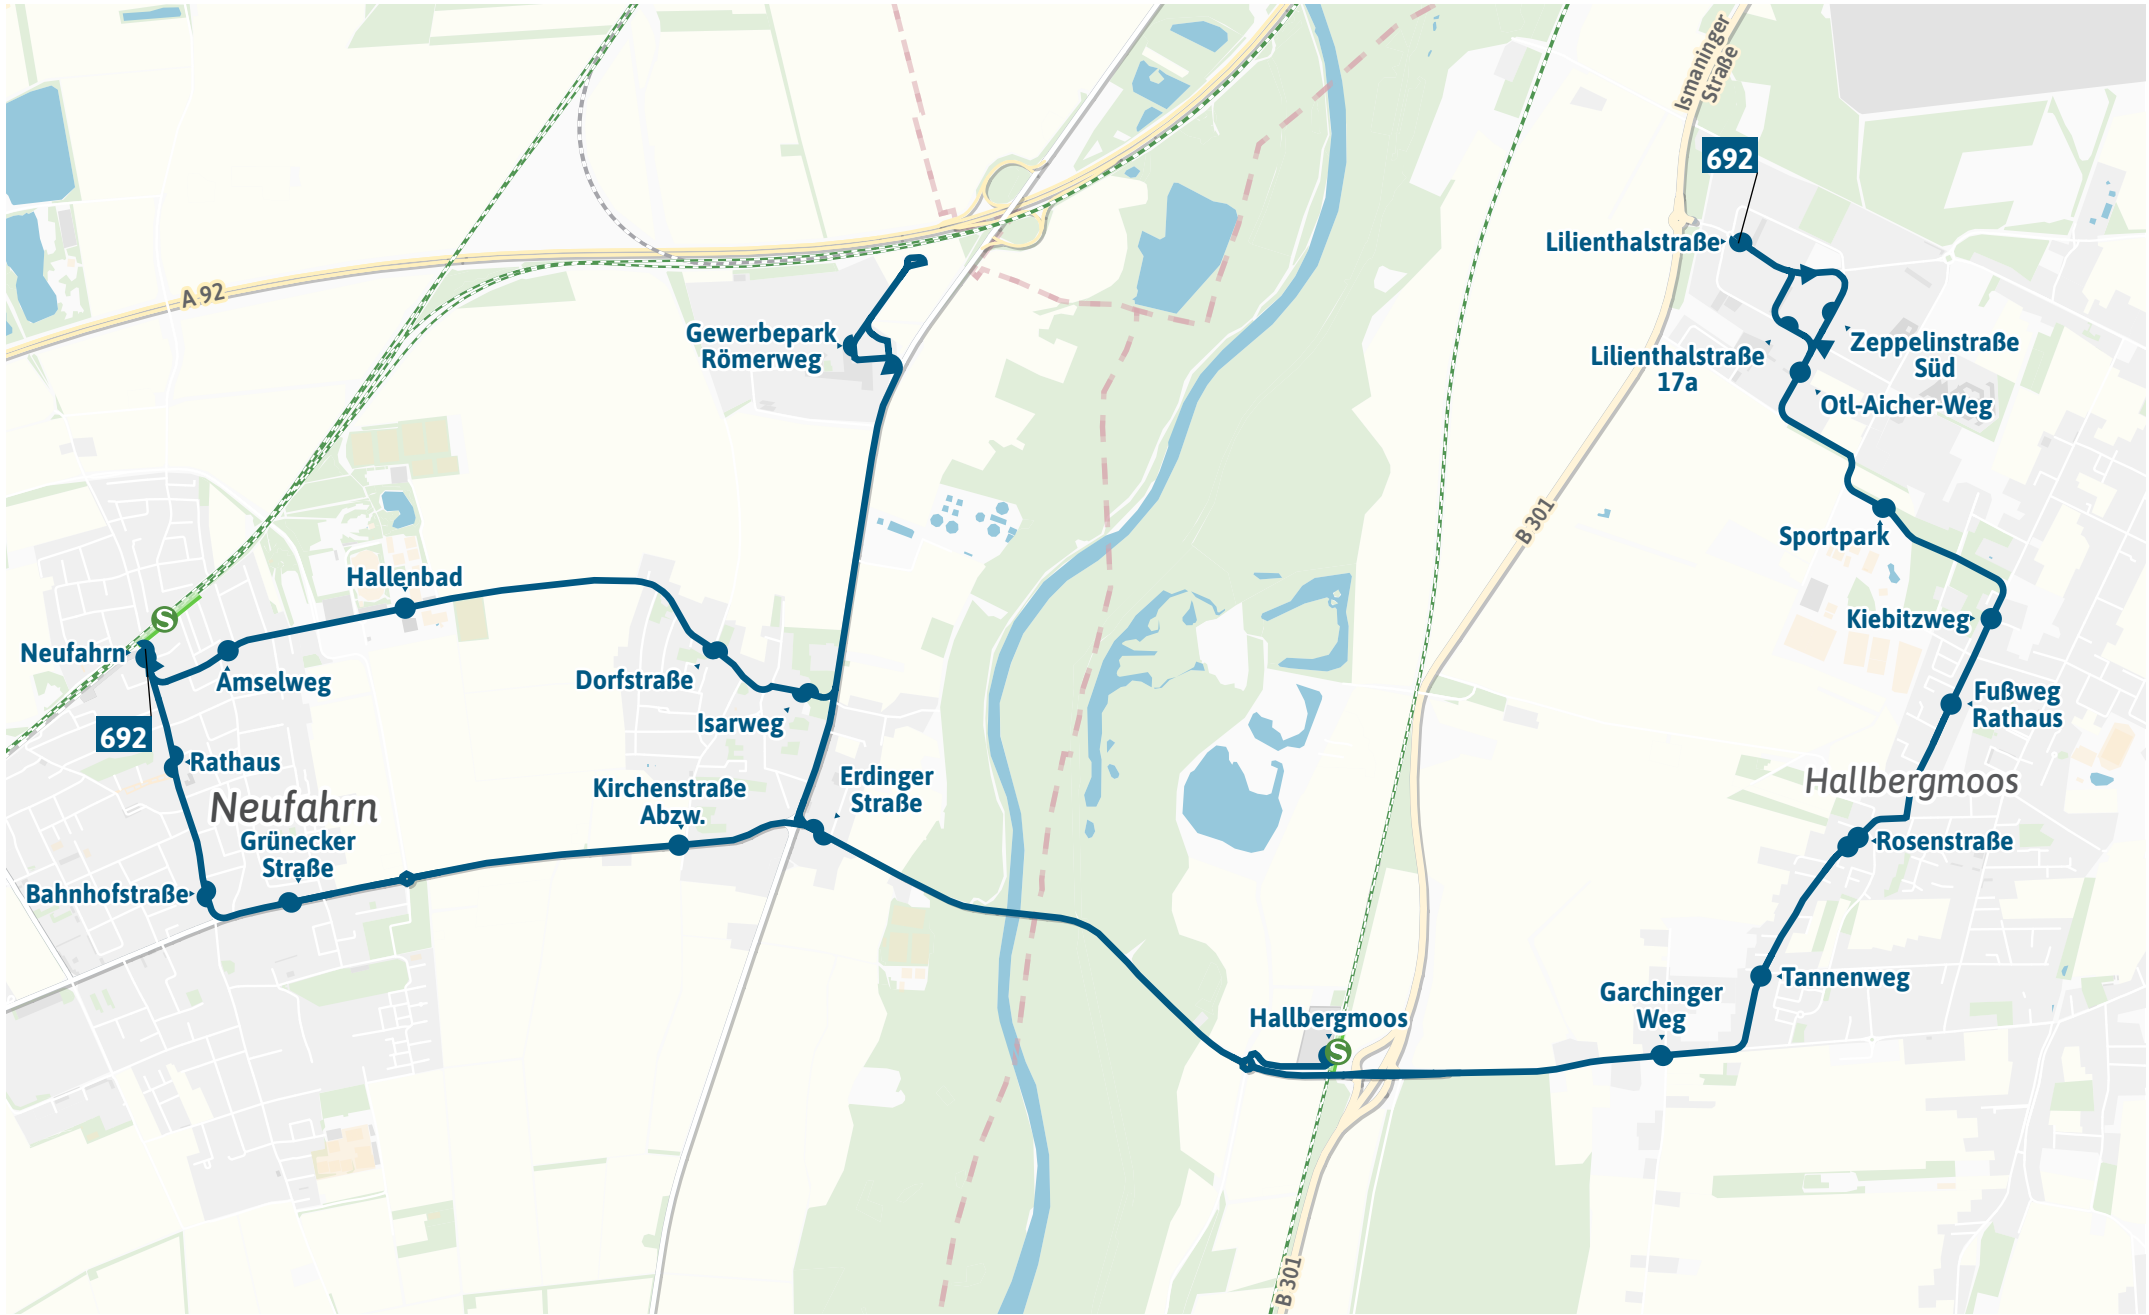 Ismaninger
Straße
692
Lilienthalstraße
A 92
Gewerbepark
Römerweg
Zeppelinstraße
Süd
Lilienthalstraße
17a
Otl-Aicher-Weg
B 301
Sportpark
Hallenbad
S
Kiebitzweg
Neufahrn
Amselweg
Dorfstraße
Isarweg
Fußweg
Rathaus
692
Rathaus
Erdinger
Straße
Kirchenstraße
Abzw.
Hallbergmoos
Neufahrn
Grünecker
Straße
Rosenstraße
Bahnhofstraße
Tannenweg
Garchinger
Weg
Hallbergmoos
S
B 301